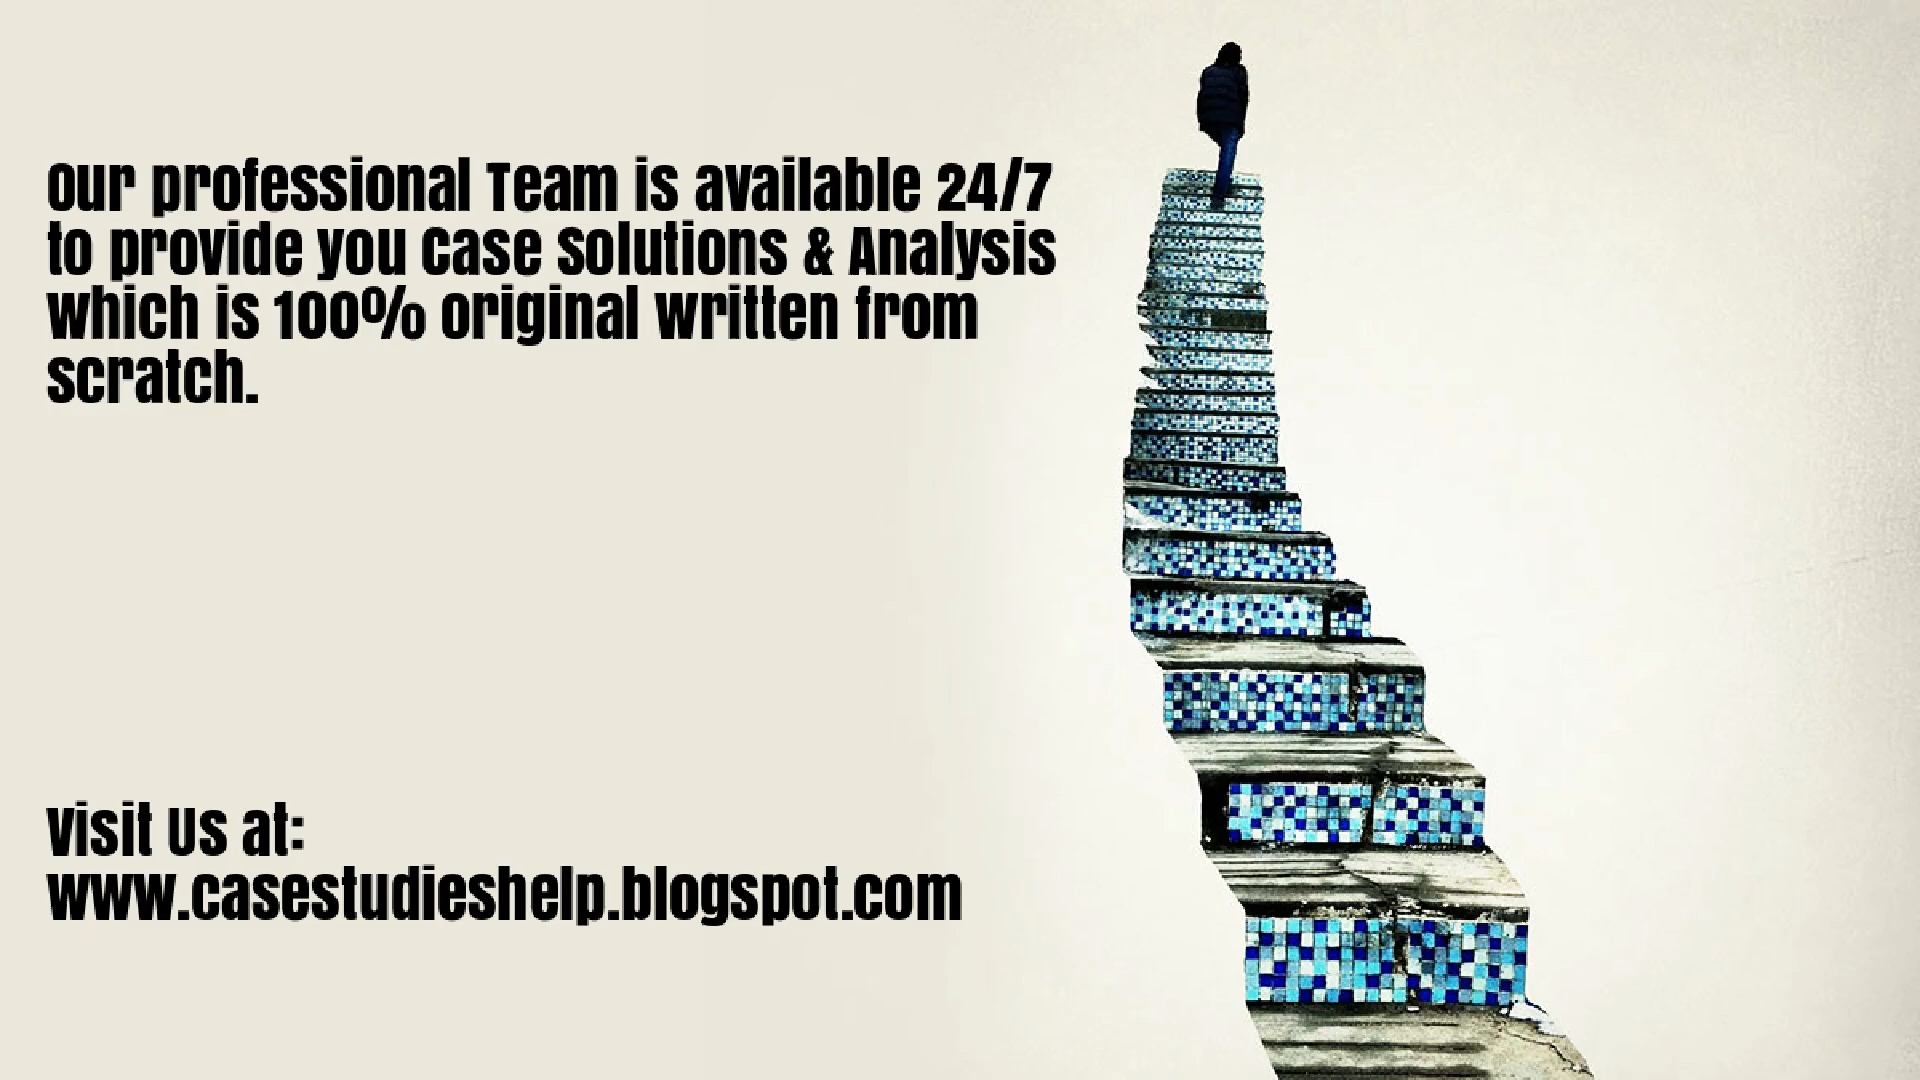 Our professional Team is available 24/7
to provide you Case Solutions & Analysis
which is 100% original written from
scratch.
Visit Us at:
www.casestudieshelp.blogspot.com